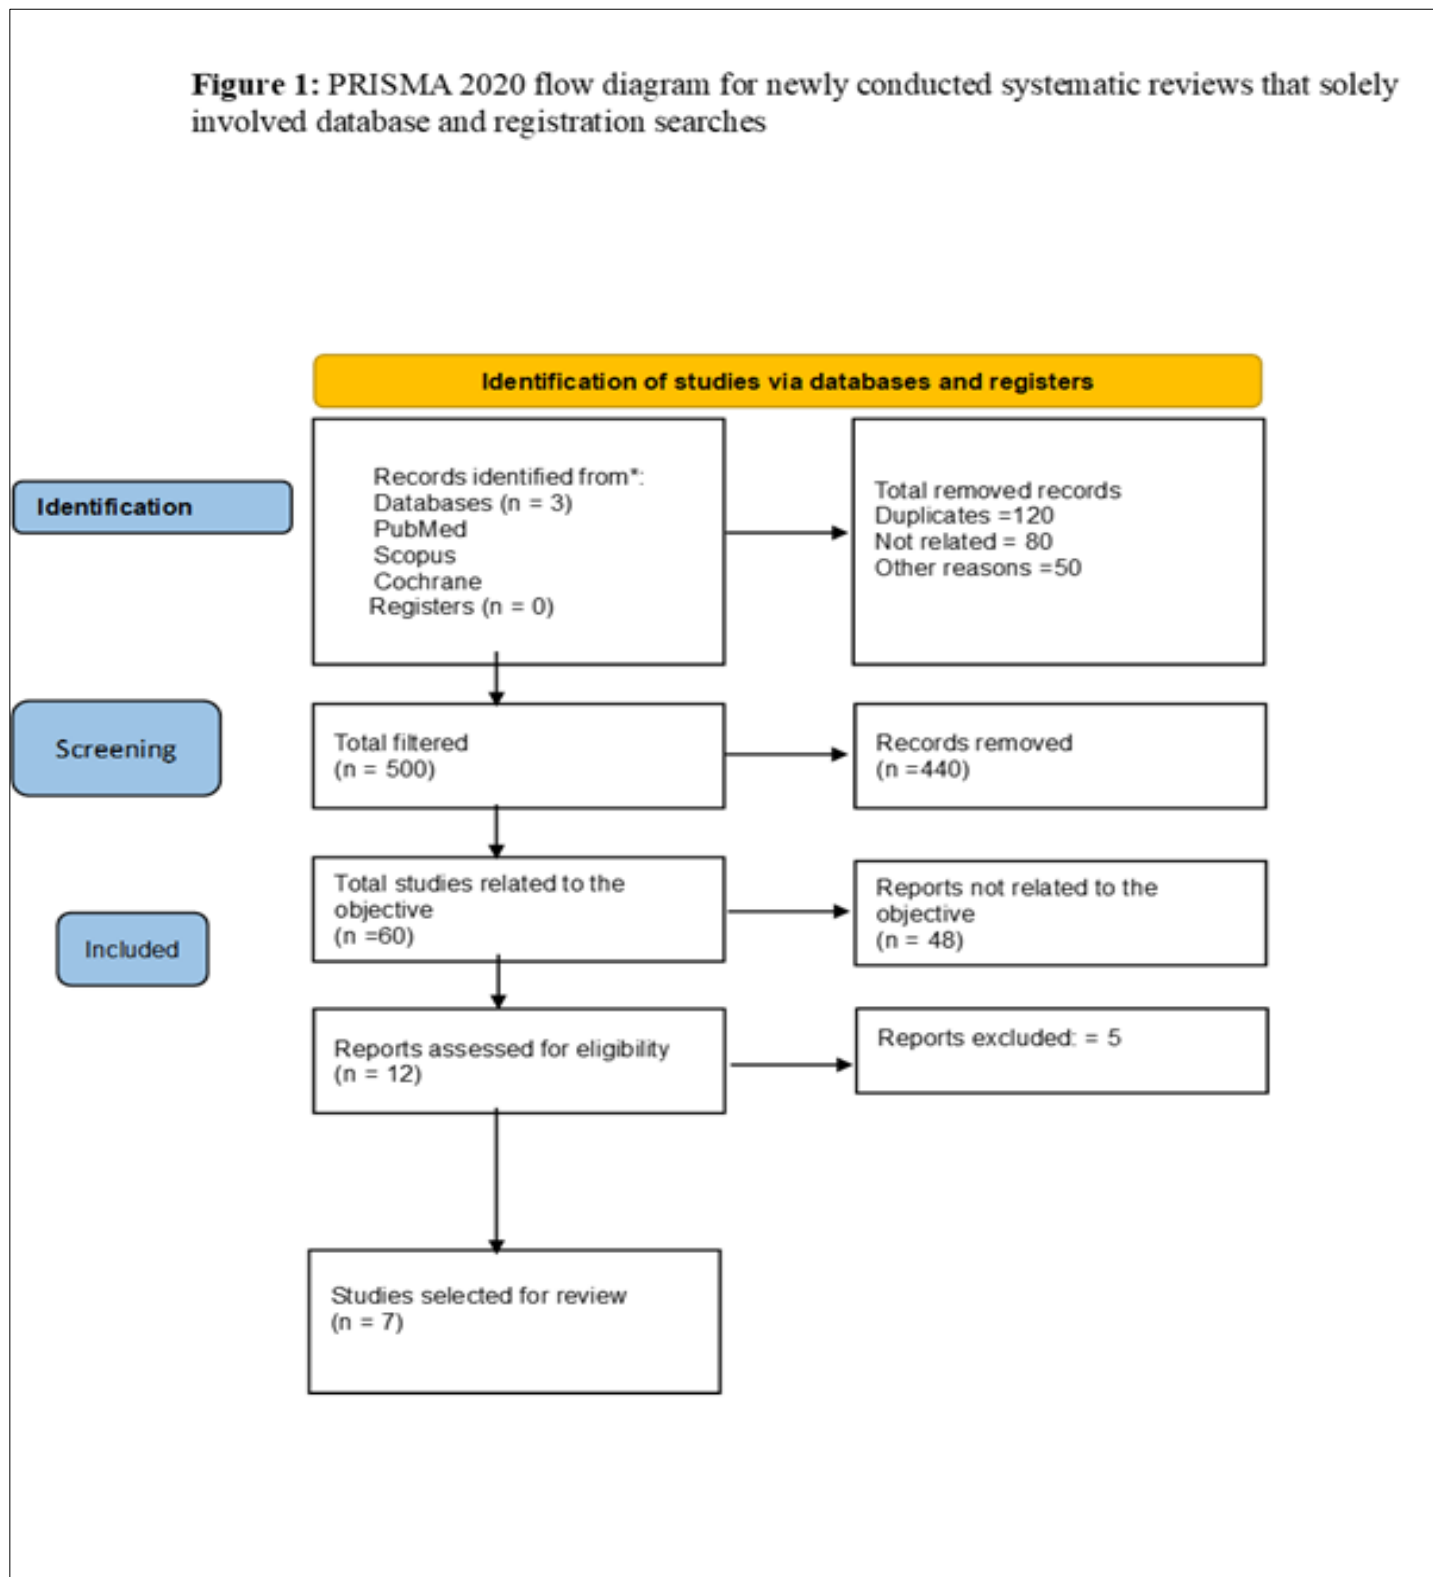 Figure 1: PRISMA 2020 flow diagram for newly conducted systematic reviews that solely
involved database and registration searches
Identification of studies via databases and registers
Identification
Records identified from*:
Databases (n = 3)
PubMed
Scopus
Cochrane
Registers (n = 0)
Total removed records
Duplicates =120
Not related = 80
Other reasons =50
Screening
Total filtered
(n = 500)
Records removed
(n =440)
Included
Total studies related to the
objective
(n =60)
Reports not related to the
objective
(n = 48)
Reports assessed for eligibility
(n = 12)
Reports excluded: = 5
Studies selected for review
(n = 7)